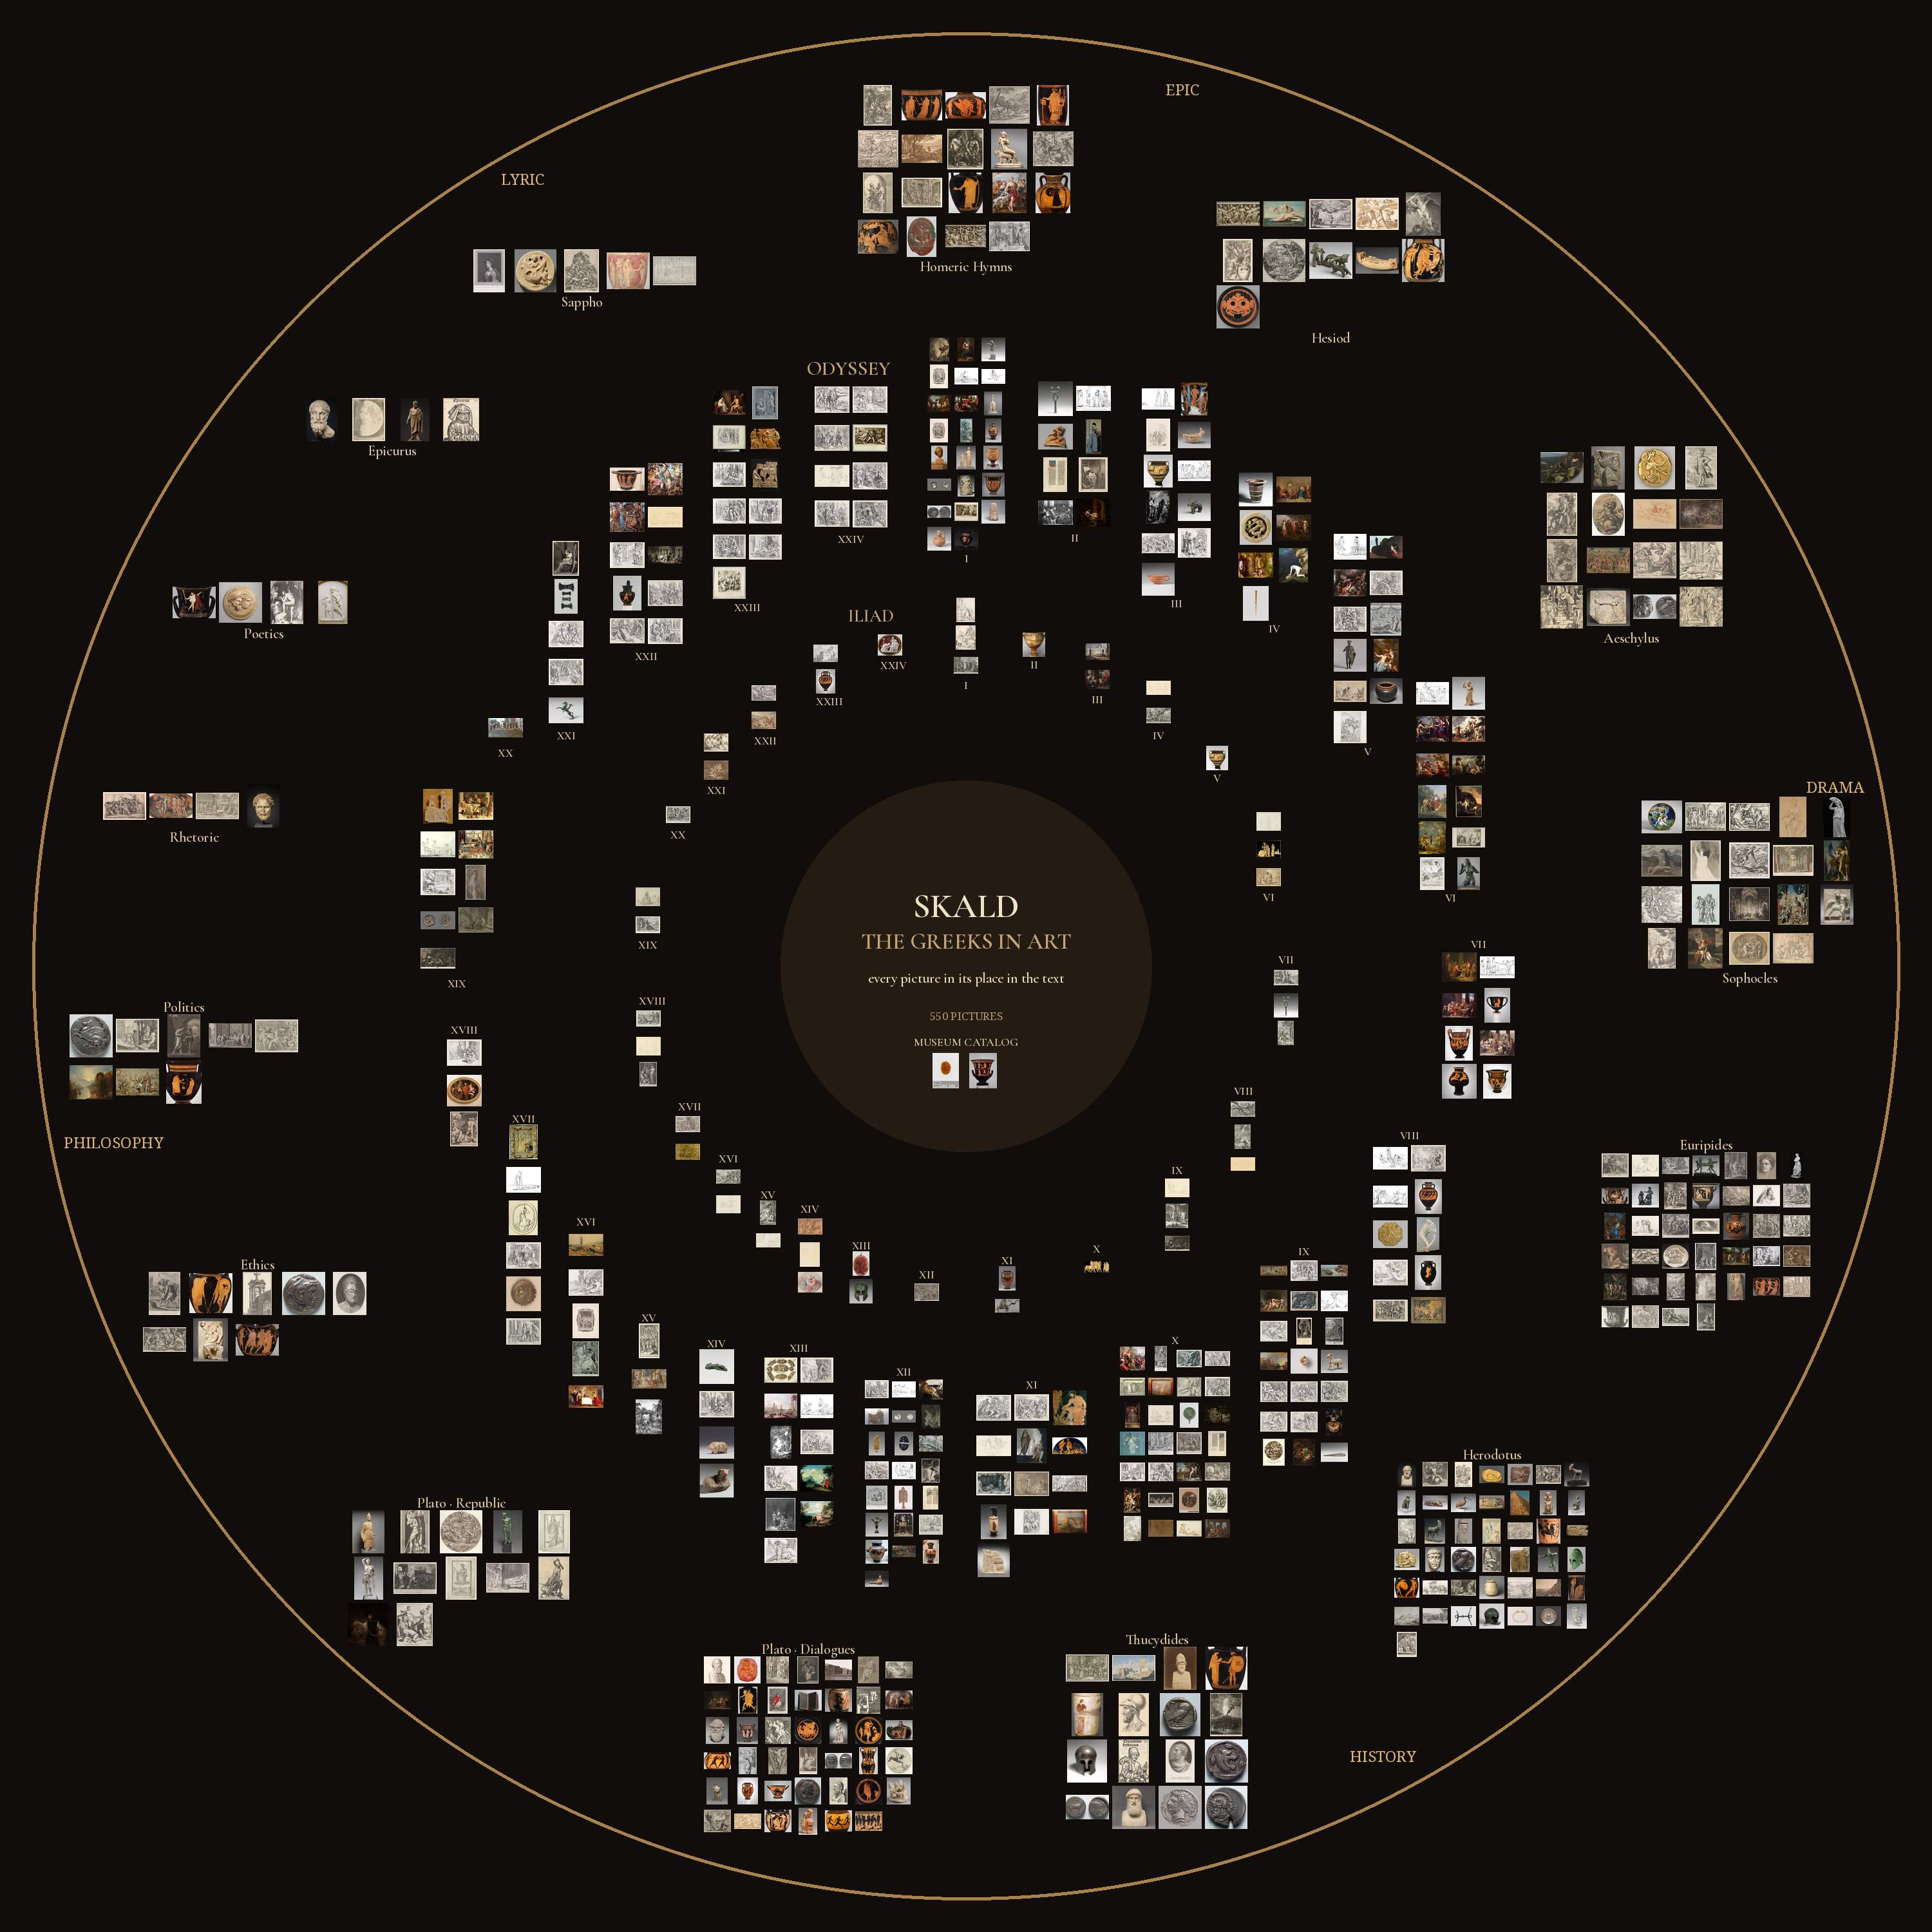 EPIC
LYRIC
Homeric Hymns
Sappho
Hesiod
ODYSSEY
Epicurus
XXIV
I
II
III
XXIII
IV
ILIAD
Poetics
Aeschylus
XXII
XXIV
II
I
XXIII
III
XXI
IV
XXII
XX
V
V
XXI
DRAMA
XX
Rhetoric
VI
VI
SKALD
THE GREEKS IN ART
every picture in its place in the text
550 PICTURES
MUSEUM CATALOG
XIX
VII
VII
Sophocles
XIX
XVIII
Politics
XVIII
VIII
XVII
XVII
VIII
PHILOSOPHY
Euripides
XVI
IX
XV
XIV
XVI
XIII
X
IX
XI
Ethics
XII
XV
XIV
XIII
X
XII
XI
Herodotus
Plato · Republic
Thucydides
Plato · Dialogues
HISTORY